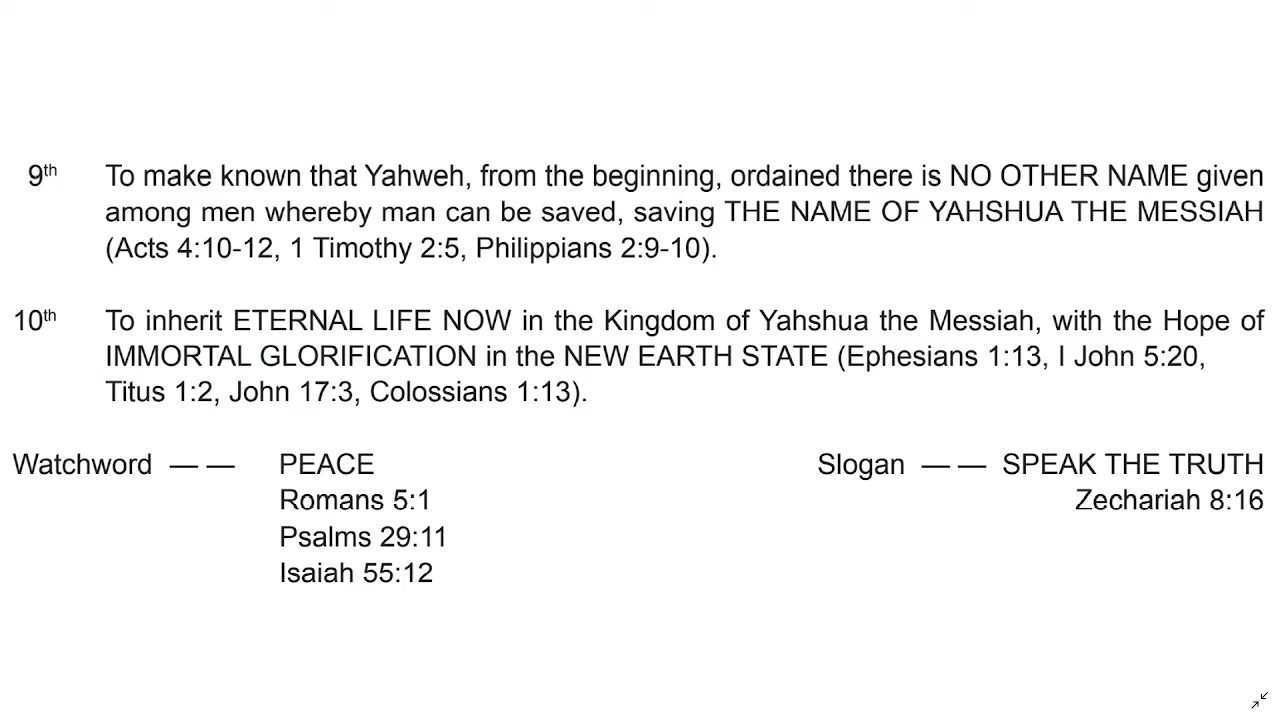 9th To make known that Yahweh, from the beginning, ordained there is NO OTHER NAME given
among men whereby man can be saved, saving THE NAME OF YAHSHUA THE MESSIAH
(Acts 4:10-12, 1 Timothy 2:5, Philippians 2:9-10).
10th To inherit ETERNAL LIFE NOW in the Kingdom of Yahshua the Messiah, with the Hope of
IMMORTAL GLORIFICATION in the NEW EARTH STATE (Ephesians 1:13, I John 5:20,
Titus 1:2, John 17:3, Colossians 1:13).
Watchword — — PEACE
Romans 5:1
Psalms 29:11
Isaiah 55:12
Slogan — — SPEAK THE TRUTH
Zechariah 8:16